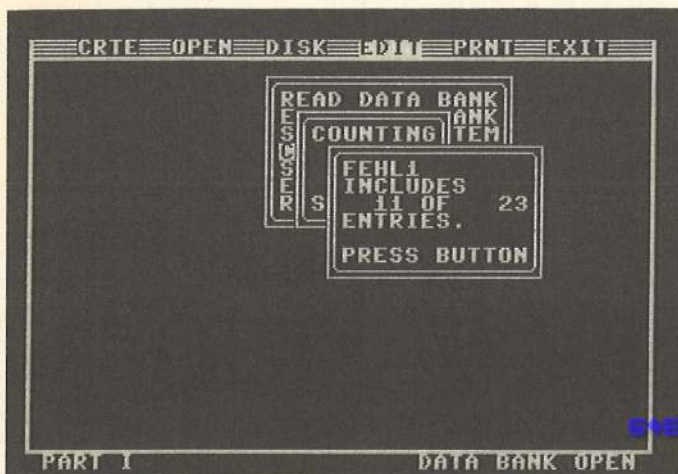 CRTE OPEN DISK EDIT PRNT EXIT
READ DATA BANK
E ANK
S COUNTING TEM
C
S FEHL1
E INCLUDES
R S 11 OF 23
ENTRIES.
PRESS BUTTON
PART I DATA BANK OPEN